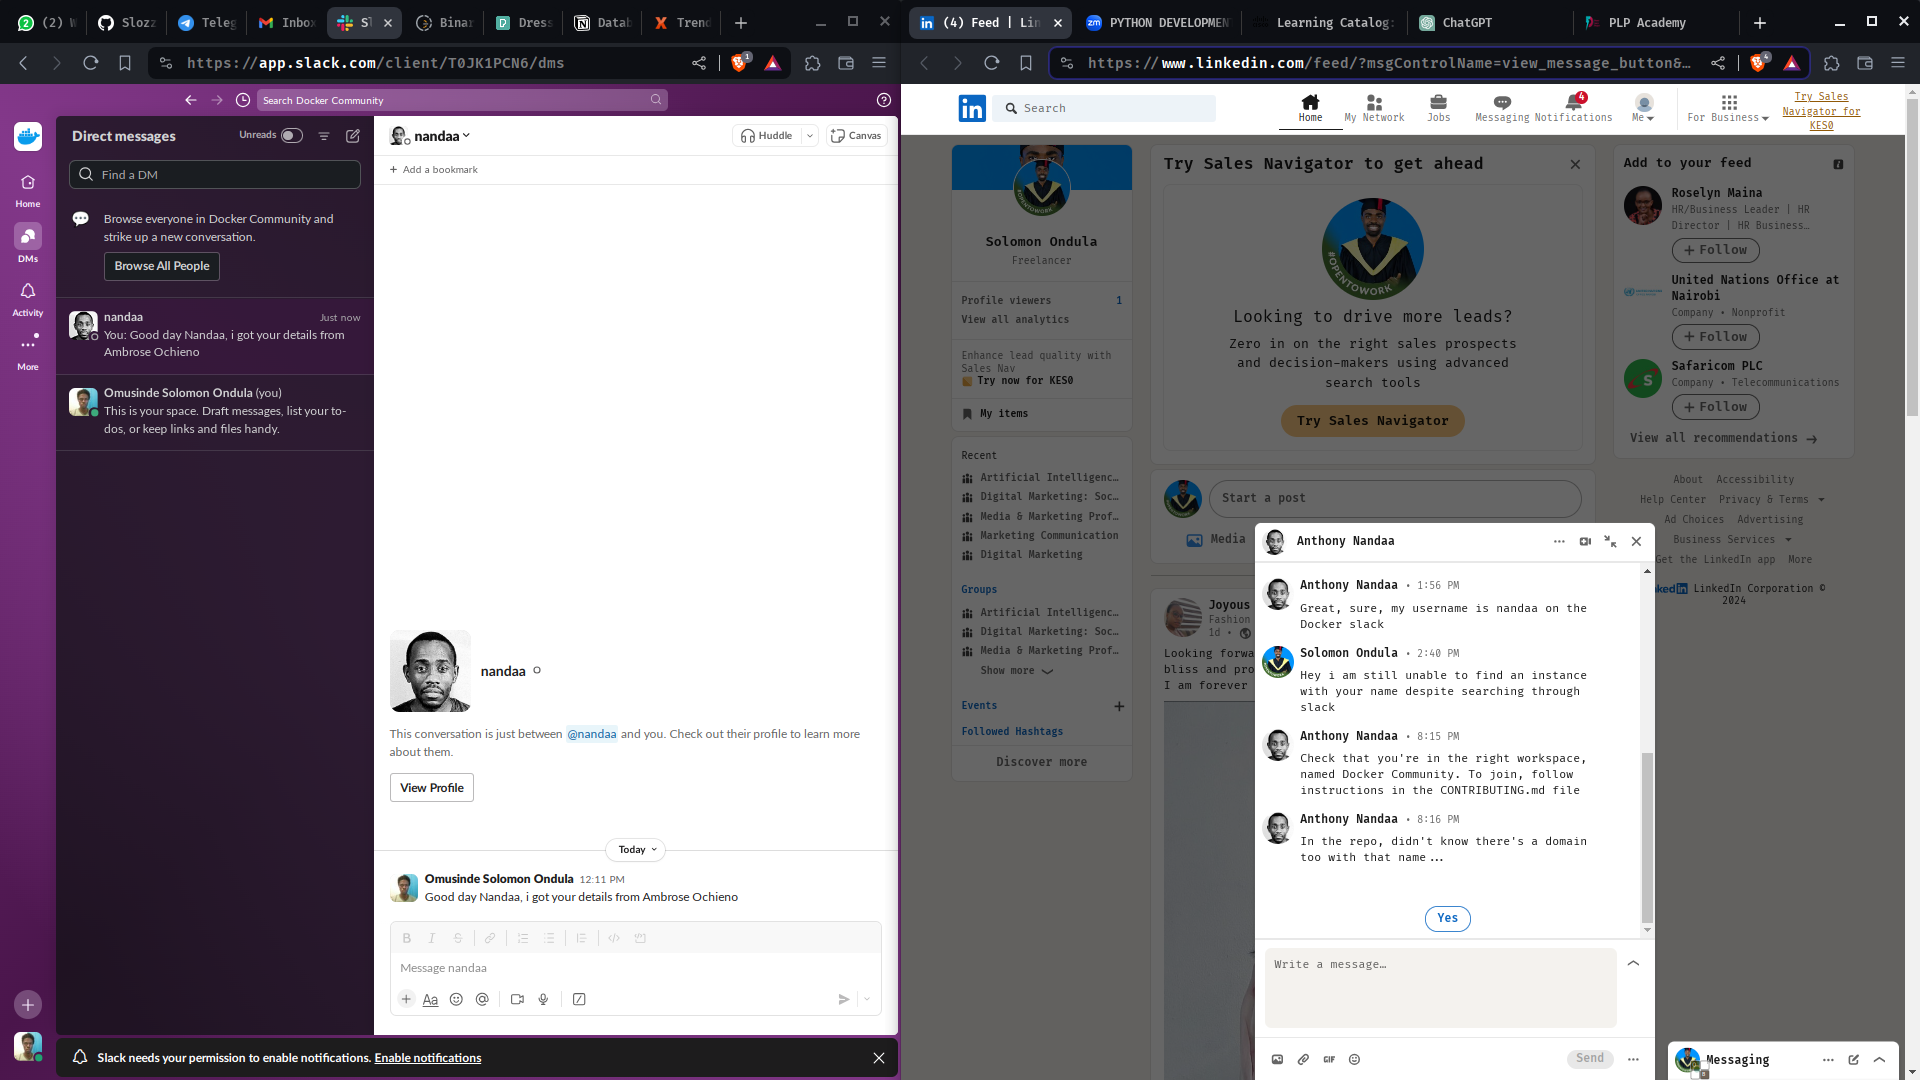 (2) W
Slozz
Teleg
Inbo
Sl
Binar
Dress
Datab
Trend
https://app.slack.com/client/T0JK1PCN6/dms
1
Search Docker Community
Home
DMs
Activity
More
Direct messages
Unreads
Find a DM
Browse everyone in Docker Community and
strike up a new conversation.
Browse All People
nandaa
Just now
You: Good day Nandaa, i got your details from
Ambrose Ochieno
Omusinde Solomon Ondula (you)
This is your space. Draft messages, list your to-
dos, or keep links and files handy.
nandaa
Huddle
Canvas
+ Add a bookmark
nandaa
This conversation is just between @nandaa and you. Check out their profile to learn more
about them.
View Profile
Today
Omusinde Solomon Ondula 12:11 PM
Good day Nandaa, i got your details from Ambrose Ochieno
Message nandaa
Aa
Slack needs your permission to enable notifications. Enable notifications
(4) Feed | Lin
zm
PYTHON DEVELOPMEN
Learning Catalog:
ChatGPT
PLP Academy
https://www.linkedin.com/feed/?msgControlName=view_message_button&…
4
in
Search
Home
My Network
Jobs
Messaging
4
Notifications
Me
For Business
Try Sales
Navigator for
KES0
#OPENTOWORK
Solomon Ondula
Freelancer
Profile viewers 1
View all analytics
Enhance lead quality with
Sales Nav
Try now for KES0
My items
Recent
Artificial Intelligenc…
Digital Marketing: Soc…
Media & Marketing Prof…
Marketing Communication
Digital Marketing
Groups
Artificial Intelligenc…
Digital Marketing: Soc…
Media & Marketing Prof…
Show more
Events
Followed Hashtags
Discover more
Try Sales Navigator to get ahead
#OPENTOWORK
Looking to drive more leads?
Zero in on the right sales prospects
and decision-makers using advanced
search tools
Try Sales Navigator
Start a post
Media
Joyous
Fashion
1d •
Looking forwa
bliss and pro
I am forever
Add to your feed
Roselyn Maina
HR/Business Leader | HR
Director | HR Business…
+ Follow
United Nations Office at
Nairobi
Company • Nonprofit
+ Follow
Safaricom PLC
Company • Telecommunications
+ Follow
View all recommendations
About Accessibility
Help Center Privacy & Terms
Ad Choices Advertising
Business Services
Get the LinkedIn app More
LinkedIn Corporation ©
2024
Anthony Nandaa
Anthony Nandaa • 1:56 PM
Great, sure, my username is nandaa on the
Docker slack
Solomon Ondula • 2:40 PM
Hey i am still unable to find an instance
with your name despite searching through
slack
Anthony Nandaa • 8:15 PM
Check that you're in the right workspace,
named Docker Community. To join, follow
instructions in the CONTRIBUTING.md file
Anthony Nandaa • 8:16 PM
In the repo, didn't know there's a domain
too with that name...
Yes
Write a message…
GIF
Send
Messaging